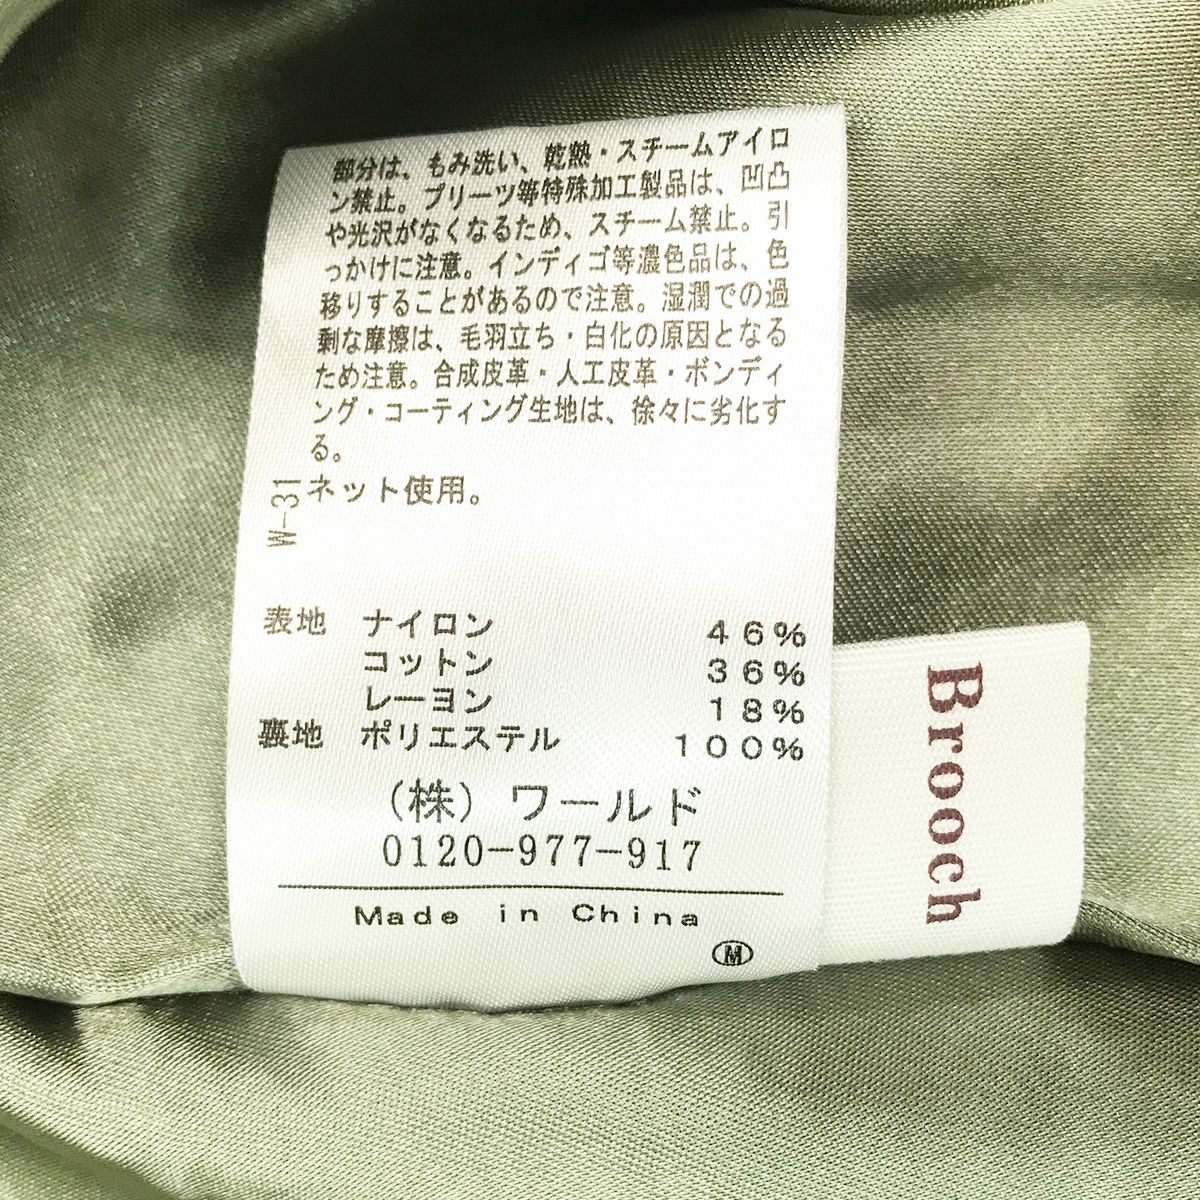 部分は、もみ洗い、乾熱・スチームアイロ
ン禁止。プリーツ等特殊加工製品は、凹凸
や光沢がなくなるため、スチーム禁止。引
っかけに注意。インディゴ等濃色品は、色
移りすることがあるので注意。湿潤での過
剰な摩擦は、毛羽立ち・白化の原因となる
ため注意。合成皮革・人工皮革・ボンディ
ング・コーティング生地は、徐々に劣化す
る。
ネット使用。
W-31
表地 ナイロン 46%
コットン 36%
レーヨン 18%
裏地 ポリエステル 100%
(株) ワールド
0120-977-917
Made in China
M
Brooch